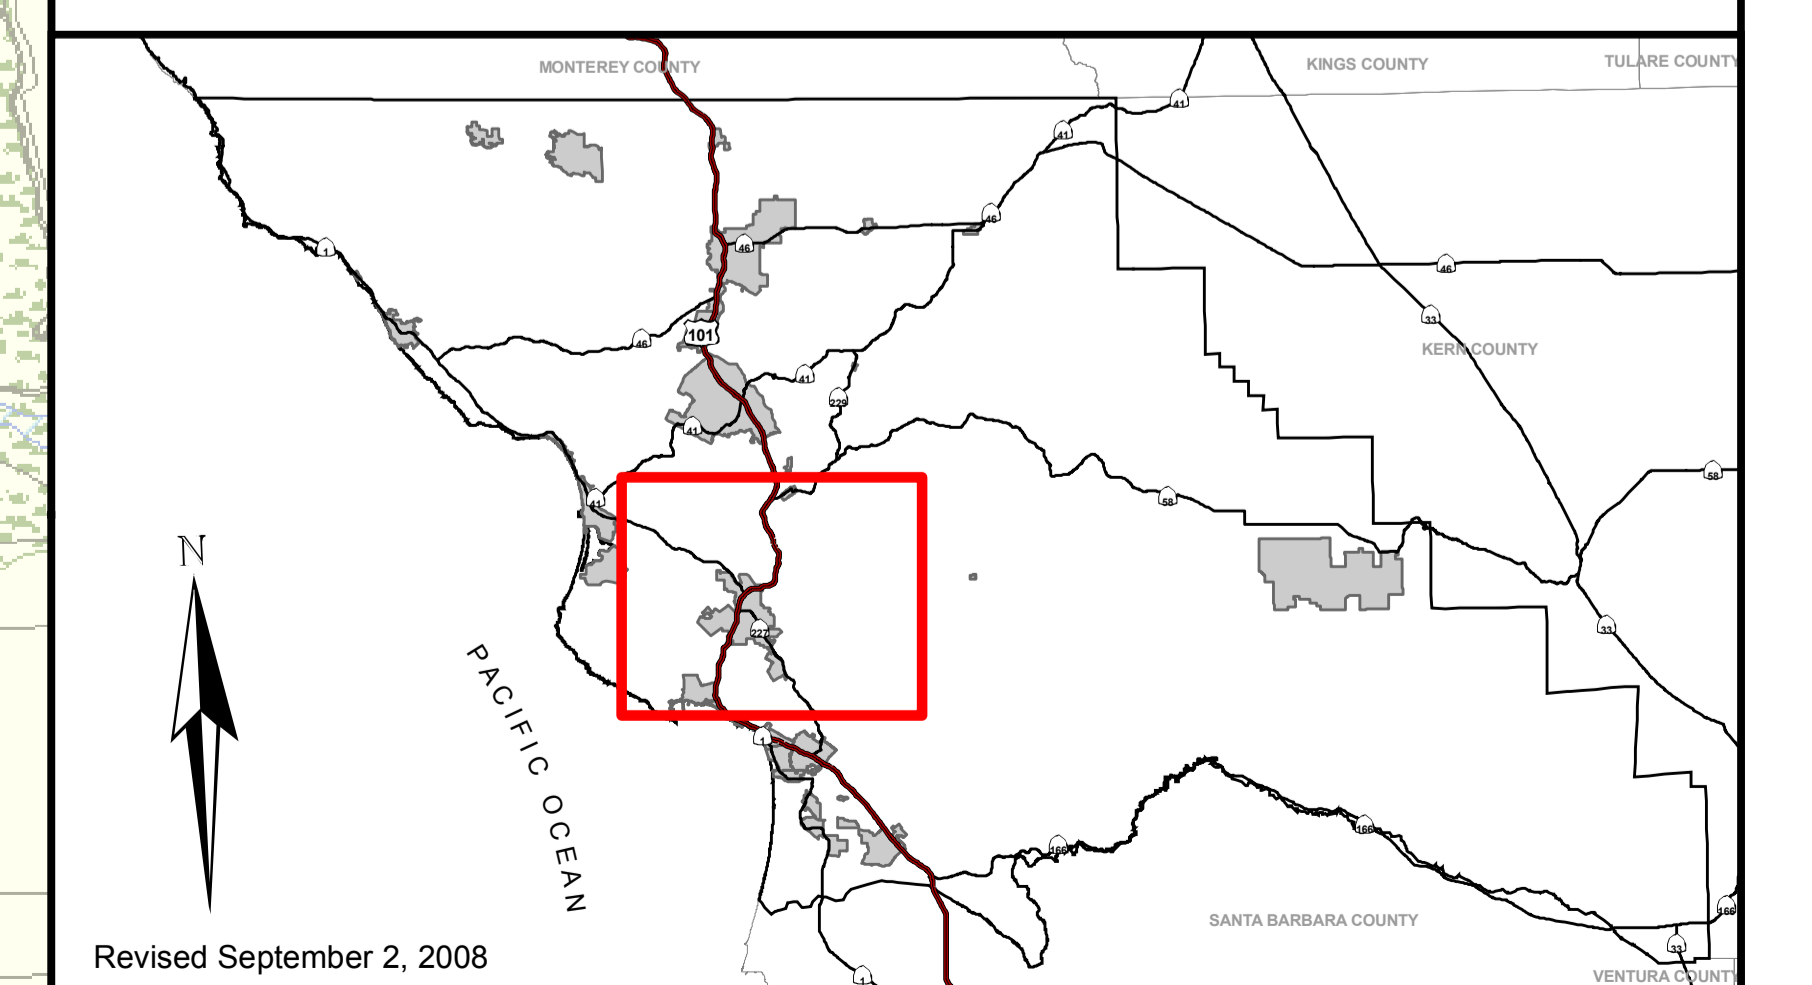 MONTEREY COUNTY
KINGS COUNTY
TULARE COUNTY
41
41
46
1
46
46
33
46
101
KERN COUNTY
41
229
41
58
41
58
N
227
33
PACIFIC OCEAN
1
166
166
166
SANTA BARBARA COUNTY
33
Revised September 2, 2008
1
VENTURA COUNTY